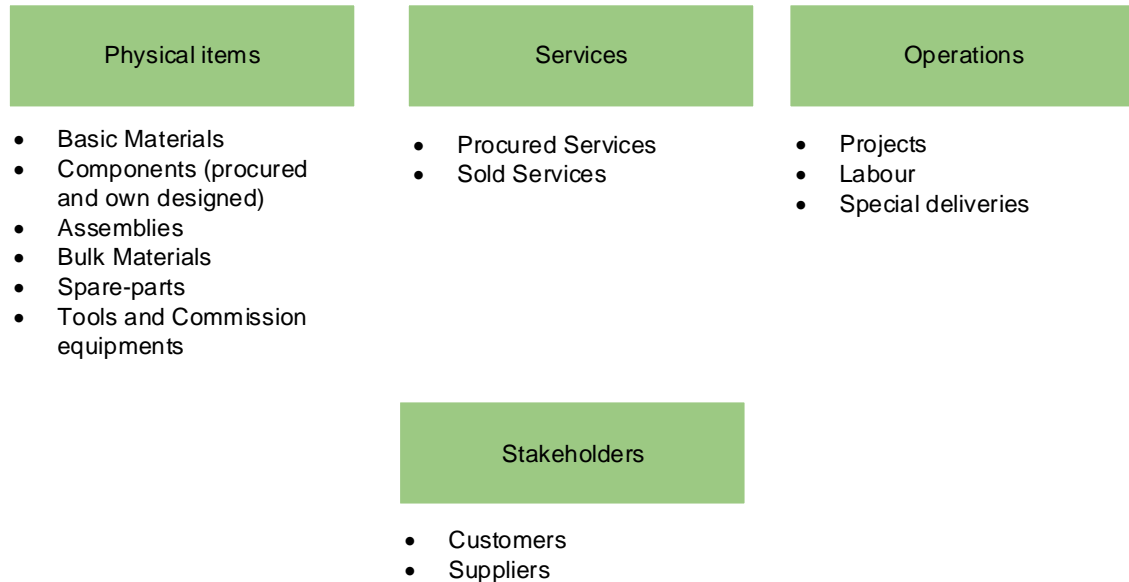 Physical items
• Basic Materials
• Components (procured
and own designed)
• Assemblies
• Bulk Materials
• Spare-parts
• Tools and Commission
equipments
Services
• Procured Services
• Sold Services
Operations
• Projects
• Labour
• Special deliveries
Stakeholders
• Customers
• Suppliers